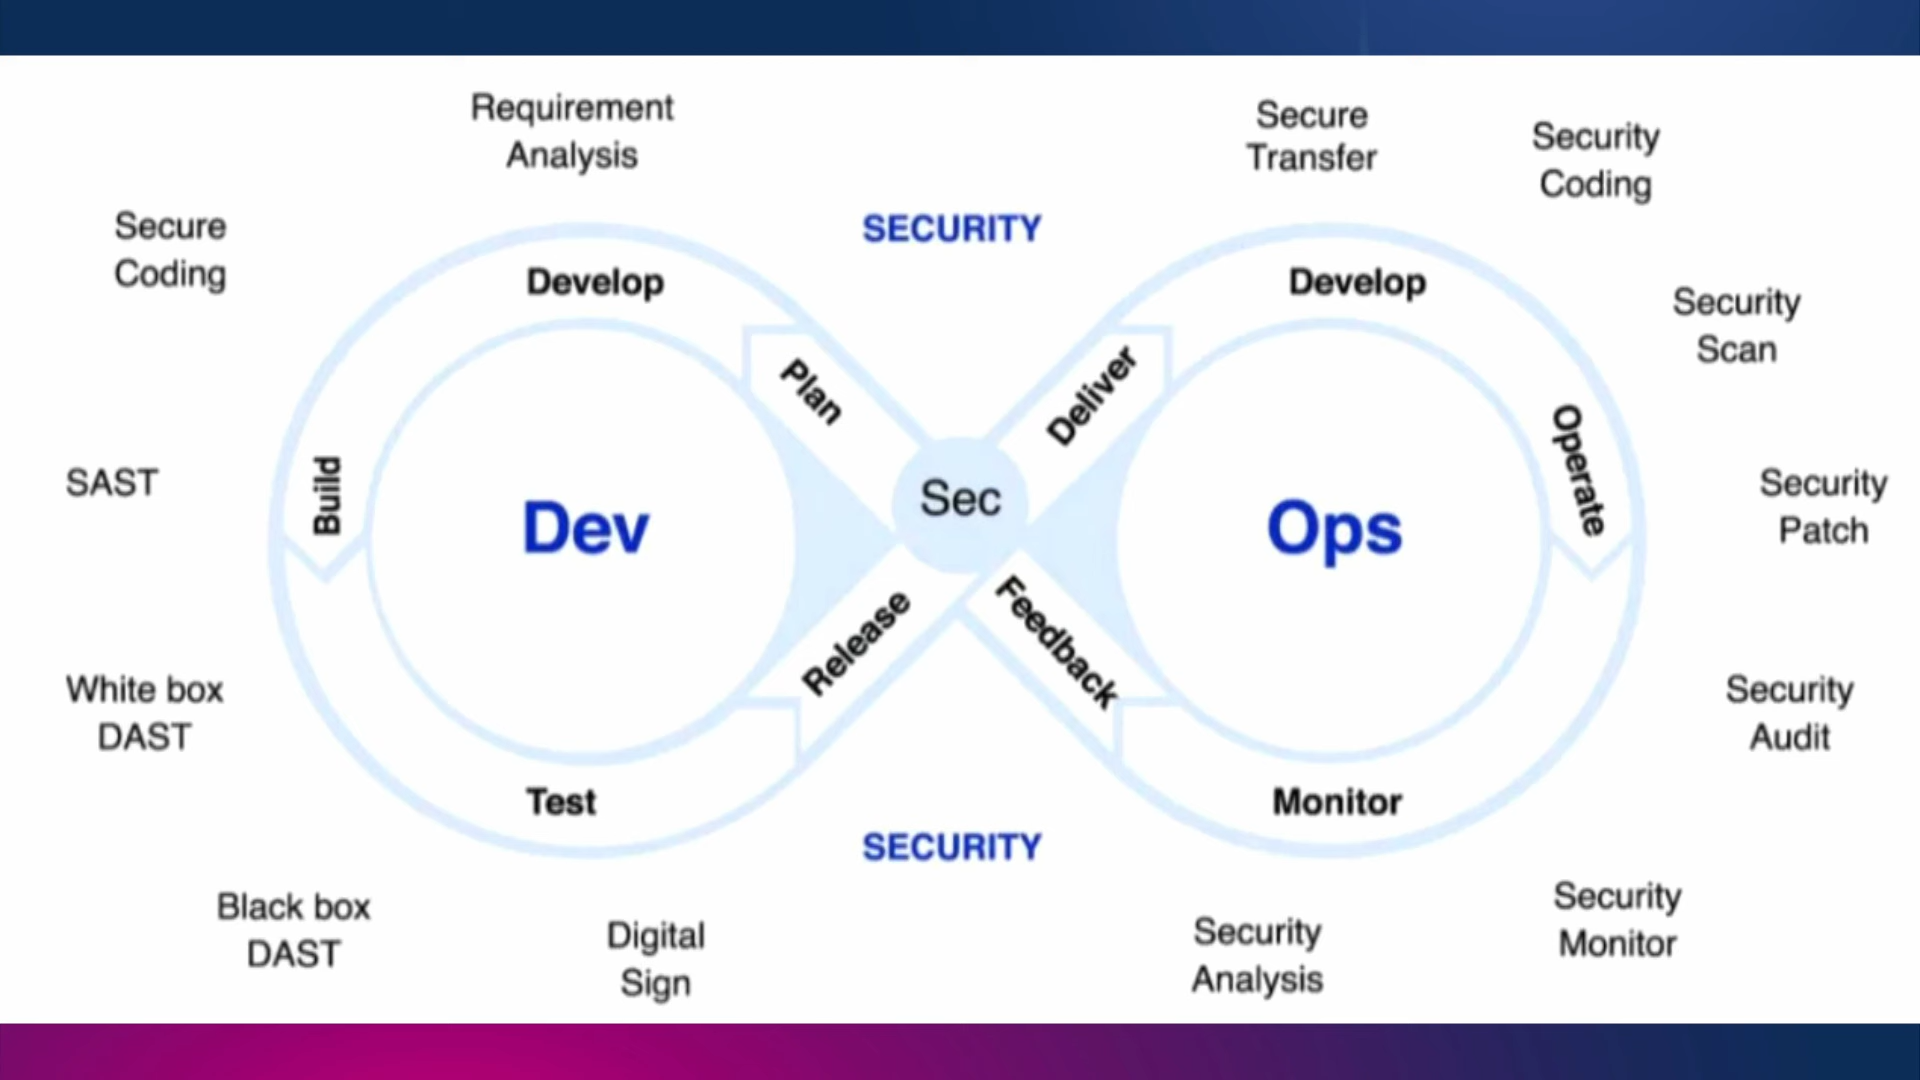 Requirement
Analysis
Secure
Transfer
Security
Coding
Secure
Coding
SECURITY
Develop
Develop
Security
Scan
Plan
Deliver
Build
Operate
SAST
Sec
Security
Patch
Dev
Ops
Release
Feedback
White box
DAST
Security
Audit
Test
Monitor
SECURITY
Black box
DAST
Digital
Sign
Security
Analysis
Security
Monitor